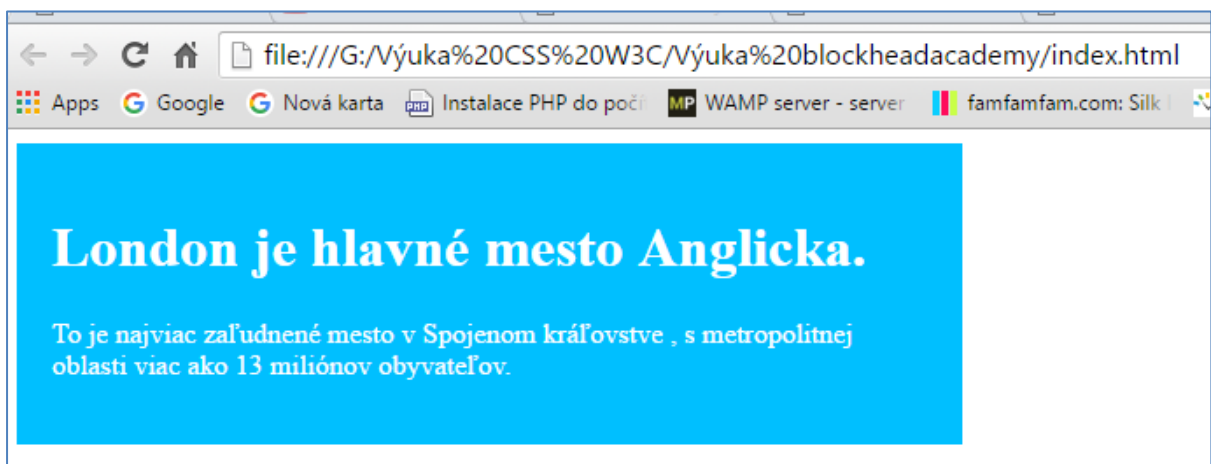 file:///G:/Výuka%20CSS%20W3C/Výuka%20blockheadacademy/index.html
Apps Google Nová karta Instalace PHP do počí WAMP server - server famfamfam.com: Silk
London je hlavné mesto Anglicka.
To je najviac zaľudnené mesto v Spojenom kráľovstve , s metropolitnej
oblasti viac ako 13 miliónov obyvateľov.